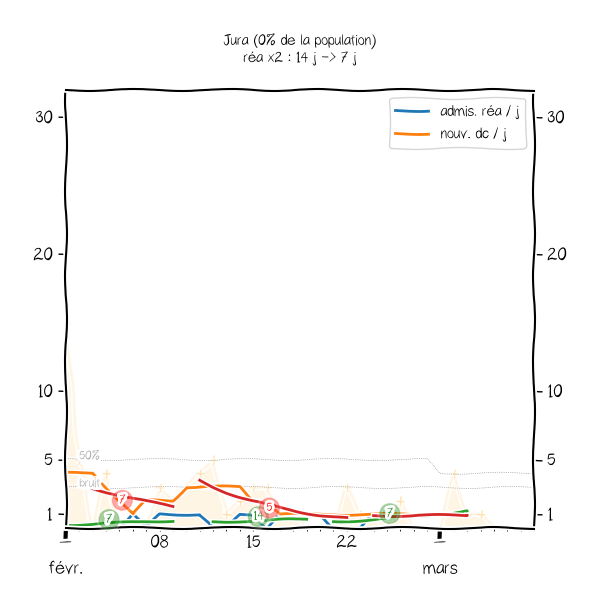 Jura (0% de la population)
réa x2 : 14 j -> 7 j
admis. réa / j
nouv. dc / j
30
30
20
20
10
10
5
50%
5
bruit
7
7
5
14
7
1
1
08
15
22
févr.
mars